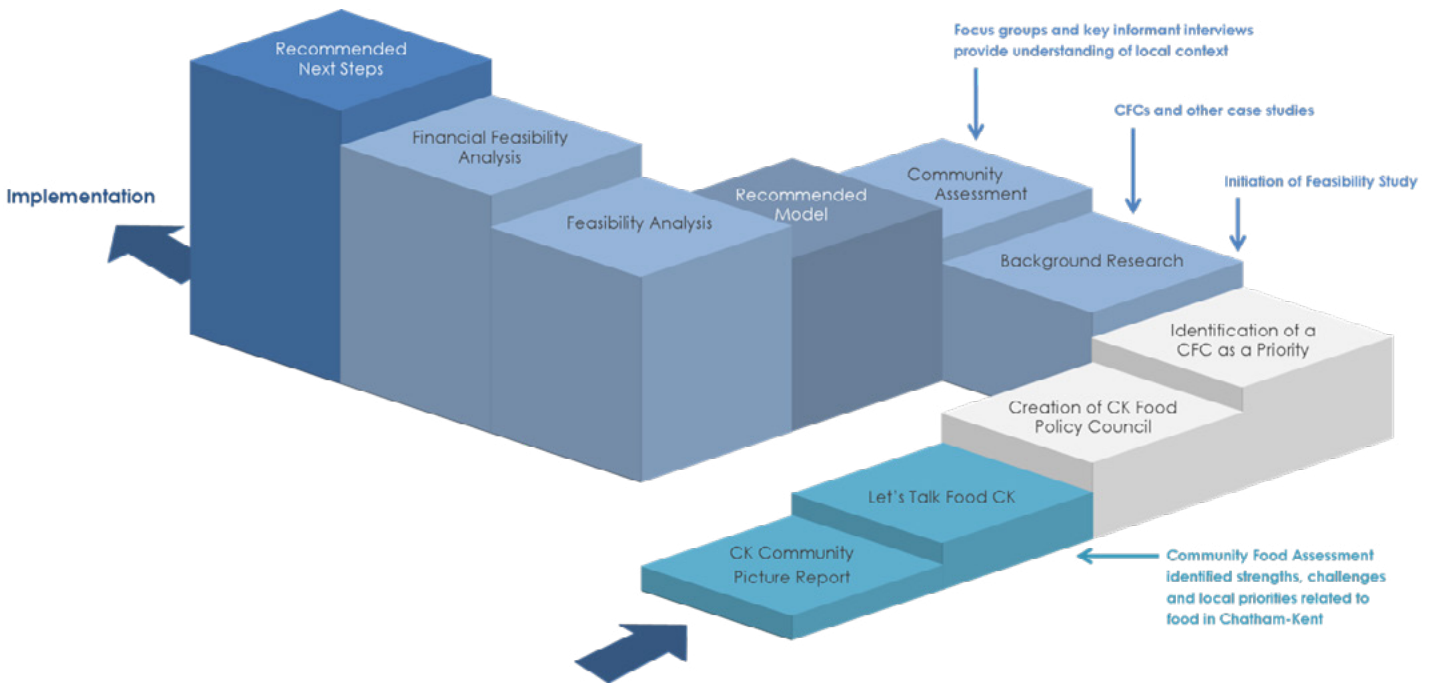 Focus groups and key informant interviews
provide understanding of local context
Recommended
Next Steps
CFCs and other case studies
Financial Feasibility
Analysis
Community
Assessment
Initiation of Feasibility Study
Implementation
Recommended
Model
Feasibility Analysis
Background Research
Identification of a
CFC as a Priority
Creation of CK Food
Policy Council
Let's Talk Food CK
CK Community
Picture Report
Community Food Assessment
identified strengths, challenges
and local priorities related to
food in Chatham-Kent